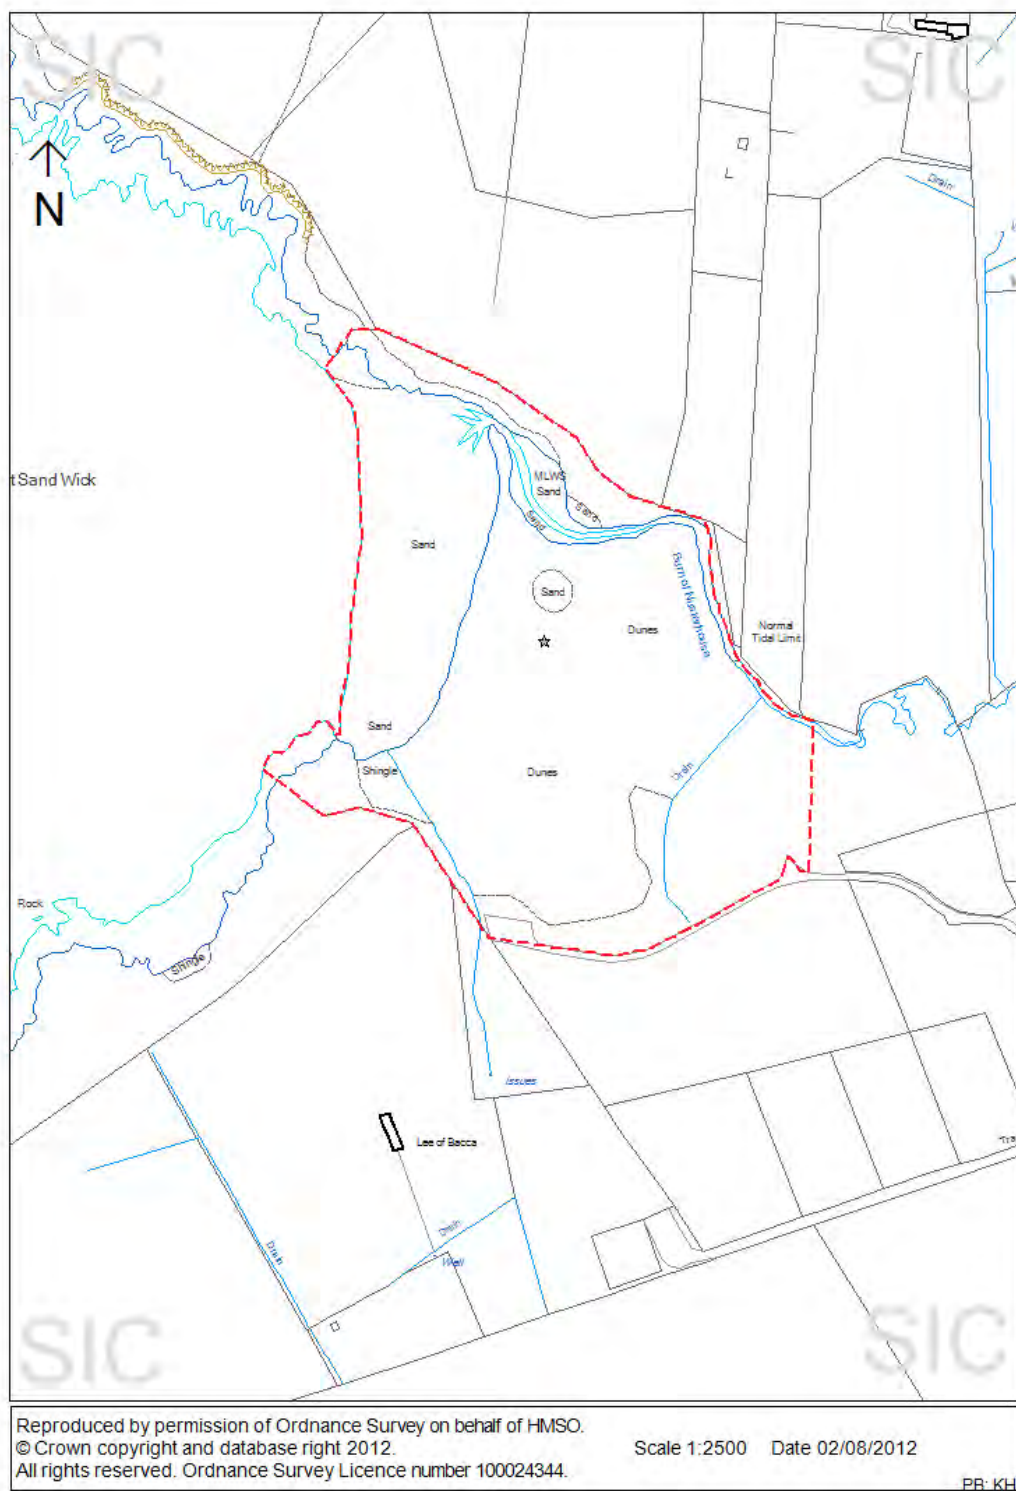 SIC
SIC
N
Drain
t Sand Wick
MLWS
Sand
Sand
Sand
Sand
Sand
Dunes
Burn of
Normal
Tidal Limit
Sand
Shingle
Dunes
Drain
Rock
Shingle
Issues
Lee of Bacca
Tra
Drain
Drain
Well
SIC
SIC
Reproduced by permission of Ordnance Survey on behalf of HMSO.
© Crown copyright and database right 2012.
All rights reserved. Ordnance Survey Licence number 100024344.
Scale 1:2500 Date 02/08/2012
PB: KH